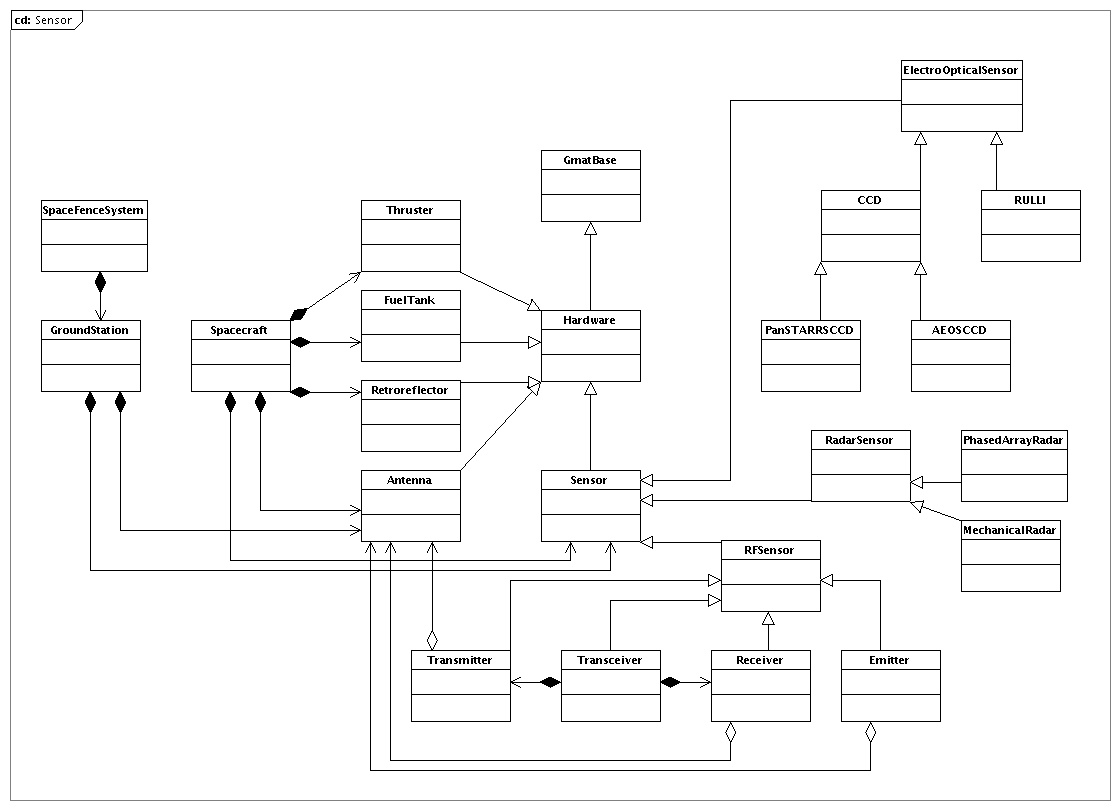 cd: Sensor
ElectroOpticalSensor
GmatBase
CCD
RULLI
SpaceFenceSystem
Thruster
FuelTank
GroundStation
Spacecraft
Hardware
PanSTARRSCCD
AEOSCCD
Retroreflector
RadarSensor
PhasedArrayRadar
Antenna
Sensor
MechanicalRadar
RFSensor
Transmitter
Transceiver
Receiver
Emitter